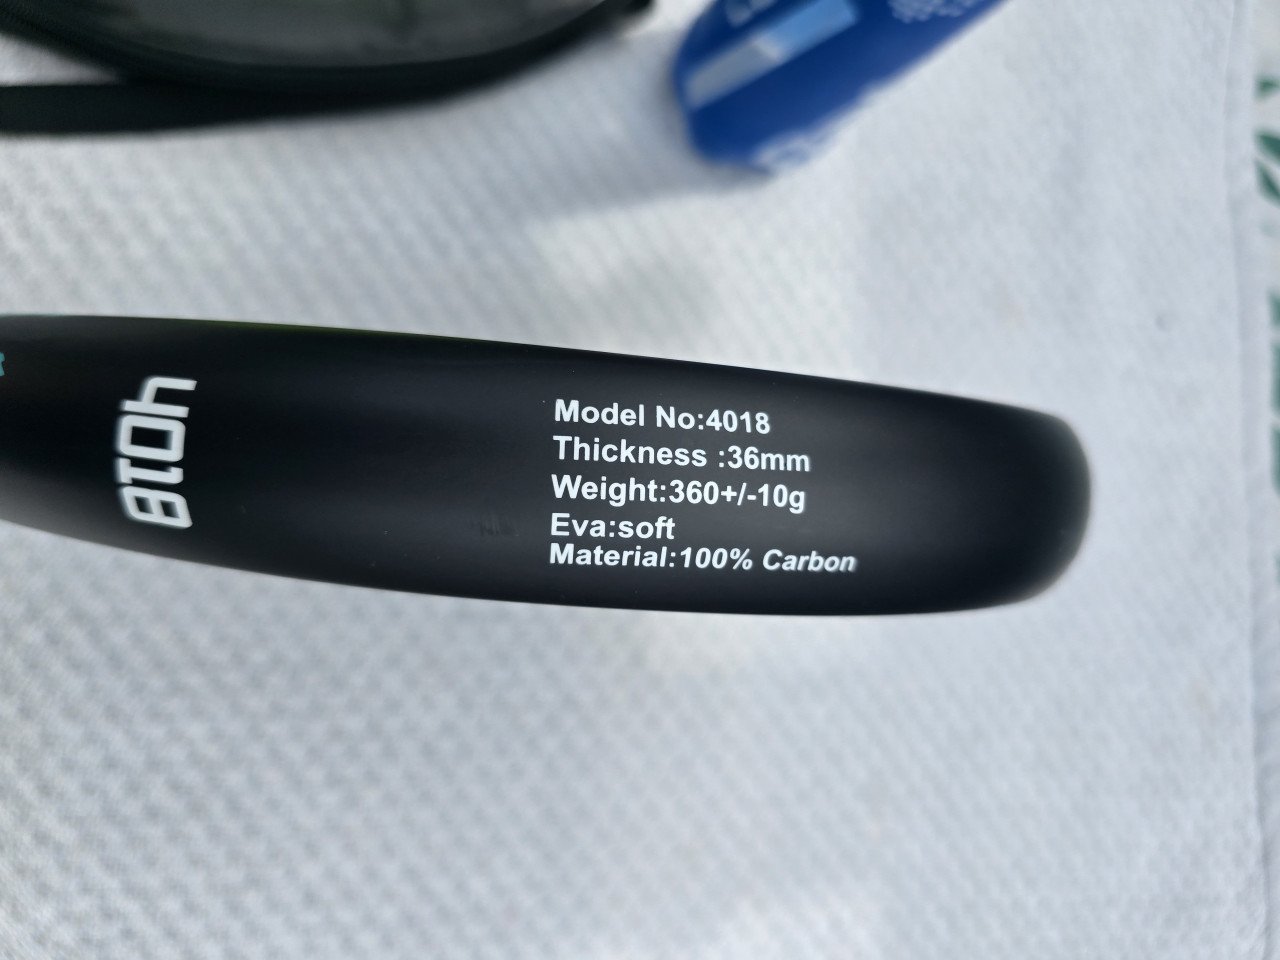 4018
Model No:4018
Thickness :36mm
Weight:360+/-10g
Eva:soft
Material:100% Carbon